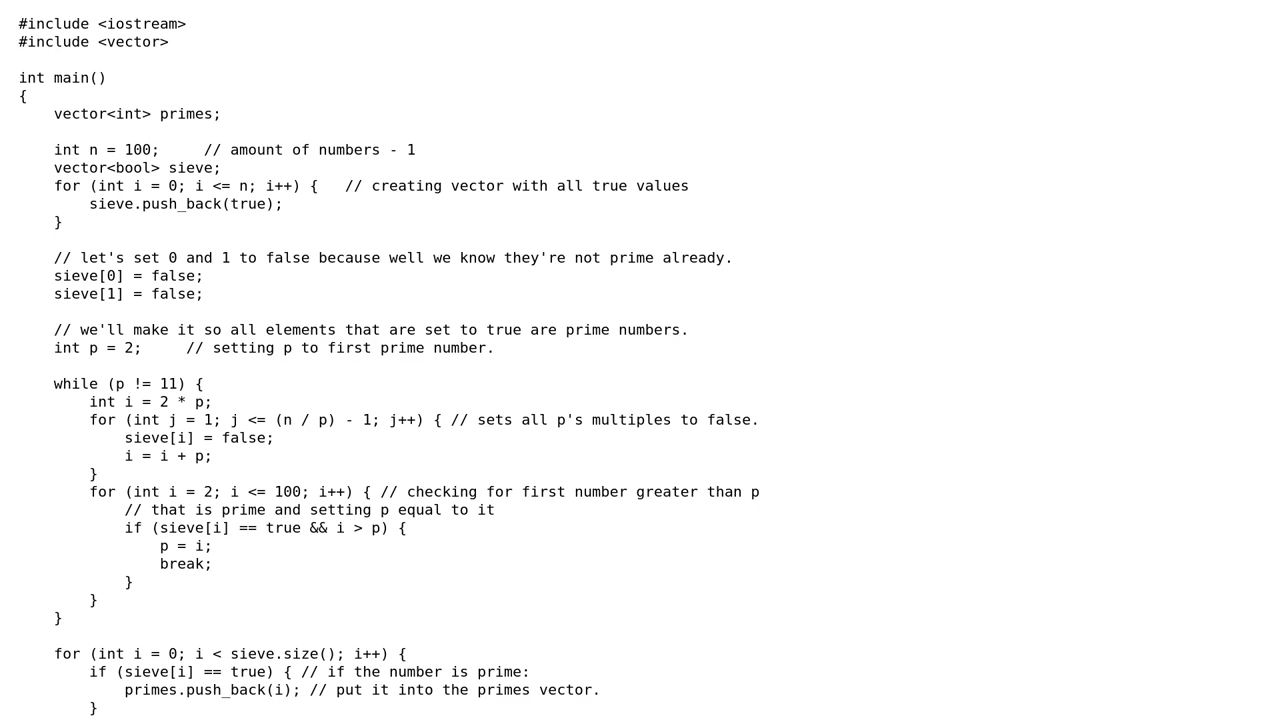 #include <iostream>
#include <vector>

int main()
{
    vector<int> primes;

    int n = 100;     // amount of numbers - 1
    vector<bool> sieve;
    for (int i = 0; i <= n; i++) {   // creating vector with all true values
        sieve.push_back(true);
    }

    // let's set 0 and 1 to false because well we know they're not prime already.
    sieve[0] = false;
    sieve[1] = false;

    // we'll make it so all elements that are set to true are prime numbers.
    int p = 2;     // setting p to first prime number.

    while (p != 11) {
        int i = 2 * p;
        for (int j = 1; j <= (n / p) - 1; j++) { // sets all p's multiples to false.
            sieve[i] = false;
            i = i + p;
        }
        for (int i = 2; i <= 100; i++) { // checking for first number greater than p
            // that is prime and setting p equal to it
            if (sieve[i] == true && i > p) {
                p = i;
                break;
            }
        }
    }

    for (int i = 0; i < sieve.size(); i++) {
        if (sieve[i] == true) { // if the number is prime:
            primes.push_back(i); // put it into the primes vector.
        }